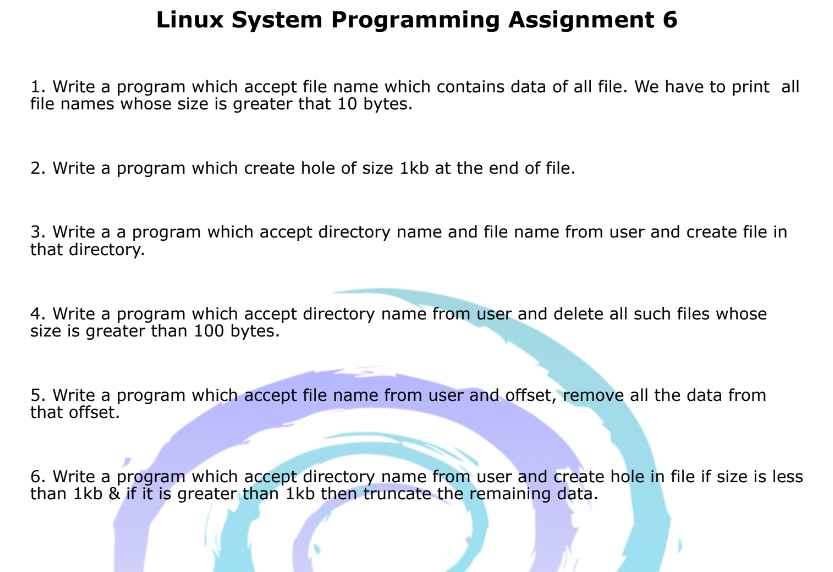 Linux System Programming Assignment 6
1. Write a program which accept file name which contains data of all file. We have to print  all
file names whose size is greater that 10 bytes.
2. Write a program which create hole of size 1kb at the end of file.
3. Write a a program which accept directory name and file name from user and create file in
that directory.
4. Write a program which accept directory name from user and delete all such files whose
size is greater than 100 bytes.
5. Write a program which accept file name from user and offset, remove all the data from
that offset.
6. Write a program which accept directory name from user and create hole in file if size is less
than 1kb & if it is greater than 1kb then truncate the remaining data.